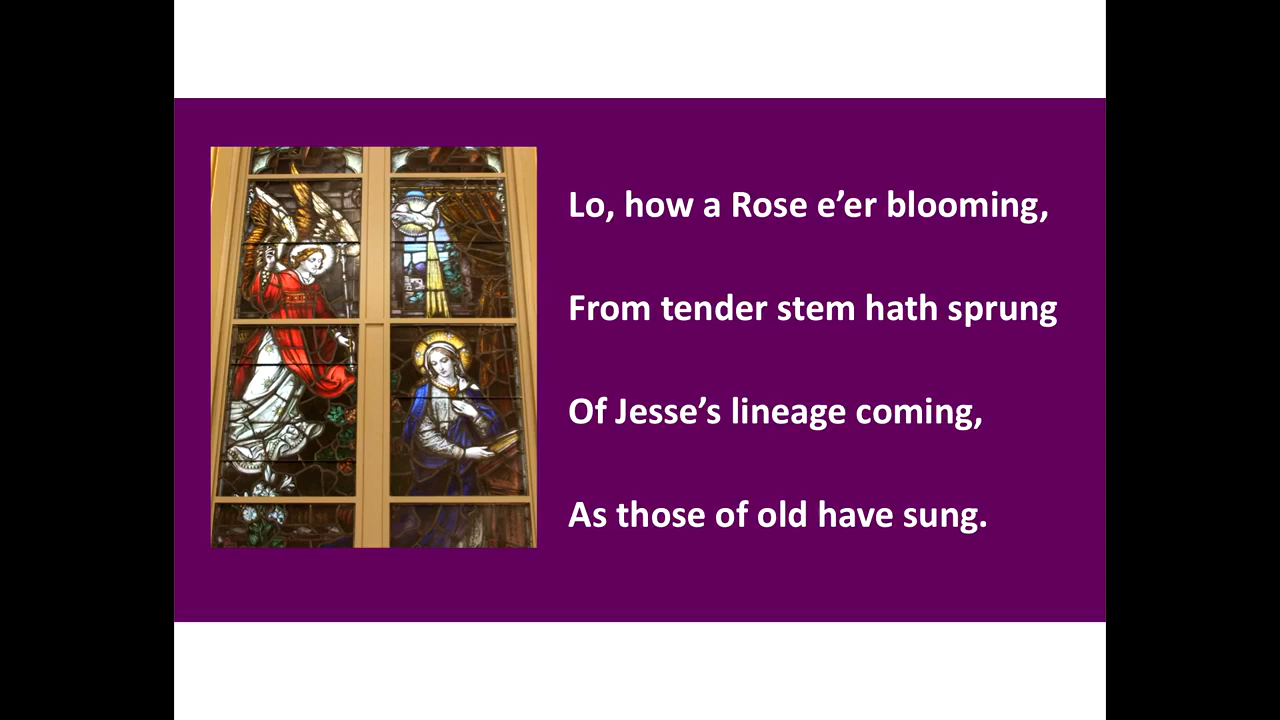 Lo, how a Rose e’er blooming,
From tender stem hath sprung
Of Jesse’s lineage coming,
As those of old have sung.